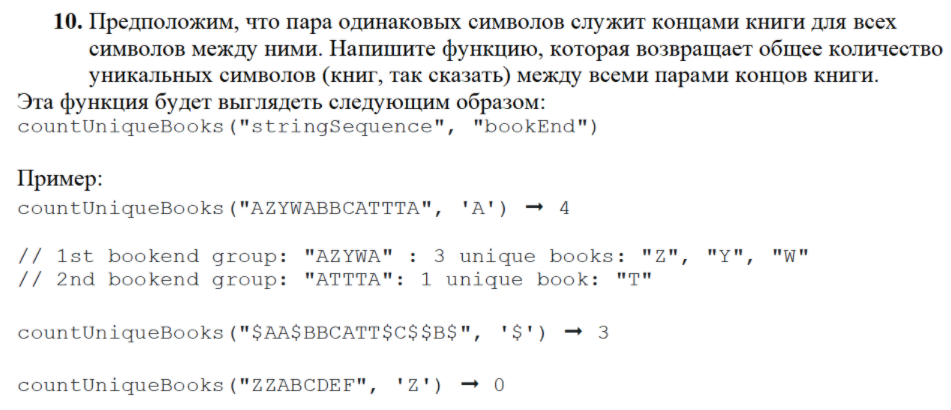 10. Предположим, что пара одинаковых символов служит концами книги для всех
символов между ними. Напишите функцию, которая возвращает общее количество
уникальных символов (книг, так сказать) между всеми парами концов книги.
Эта функция будет выглядеть следующим образом:
countUniqueBooks("stringSequence", "bookEnd")
Пример:
countUniqueBooks("AZYWABBCATTTA", 'A') ➞ 4
// 1st bookend group: "AZYWA" : 3 unique books: "Z", "Y", "W"
// 2nd bookend group: "ATTTA": 1 unique book: "T"
countUniqueBooks("$AA$BBCATT$C$$B$", '$') ➞ 3
countUniqueBooks("ZZABCDEF", 'Z') ➞ 0